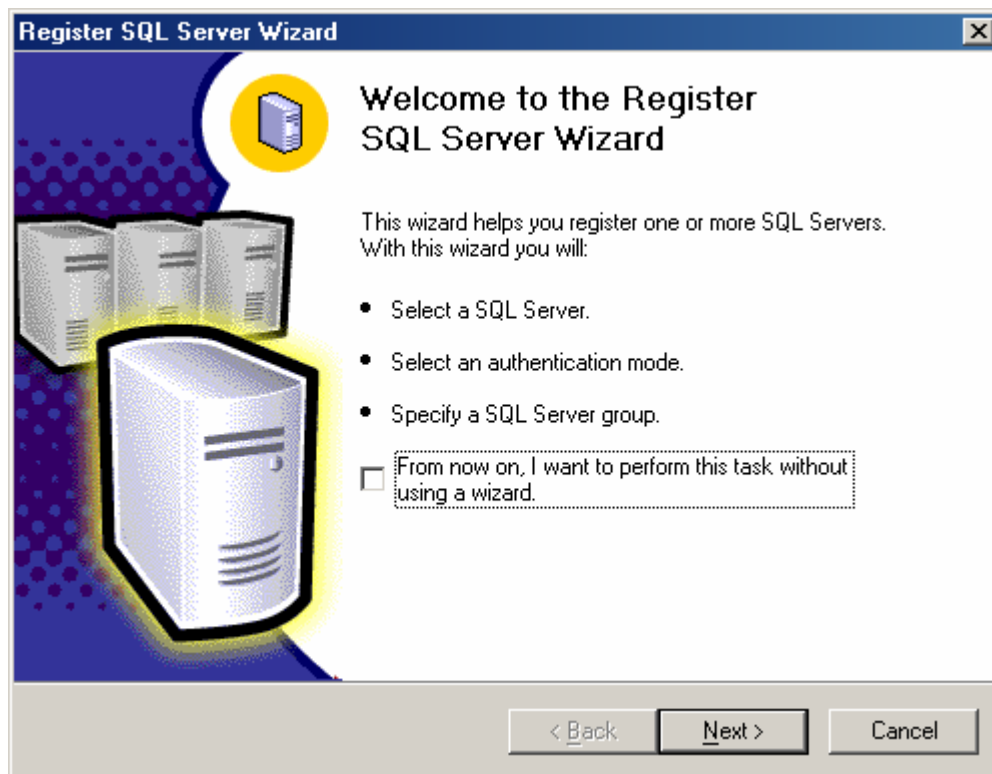 Register SQL Server Wizard
Welcome to the Register
SQL Server Wizard
This wizard helps you register one or more SQL Servers.
With this wizard you will:
• Select a SQL Server.
• Select an authentication mode.
• Specify a SQL Server group.
From now on, I want to perform this task without
using a wizard.
< Back Next > Cancel